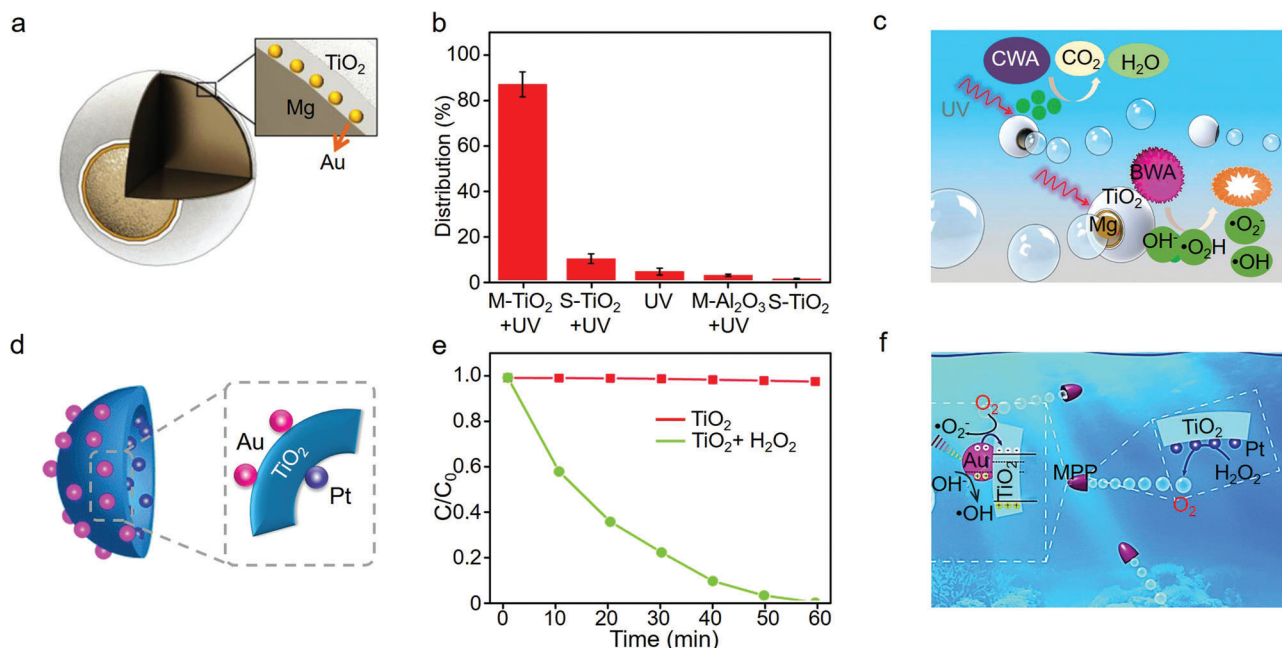 a
TiO₂
Mg
Au
b
Distribution (%)
100
80
60
40
20
0
M-TiO₂
+UV
S-TiO₂
+UV
UV
M-Al₂O₃
+UV
S-TiO₂
c
CWA
CO₂
H₂O
UV
BWA
TiO₂
Mg
OH⁻
•O₂H
•O₂⁻
•OH
d
Au
TiO₂
Pt
e
C/C₀
1.0
0.8
0.6
0.4
0.2
0
TiO₂
TiO₂+ H₂O₂
0 10 20 30 40 50 60
Time (min)
f
O₂
•O₂⁻
Au
TiO₂
OH⁻
•OH
MPP
TiO₂
Pt
H₂O₂
O₂